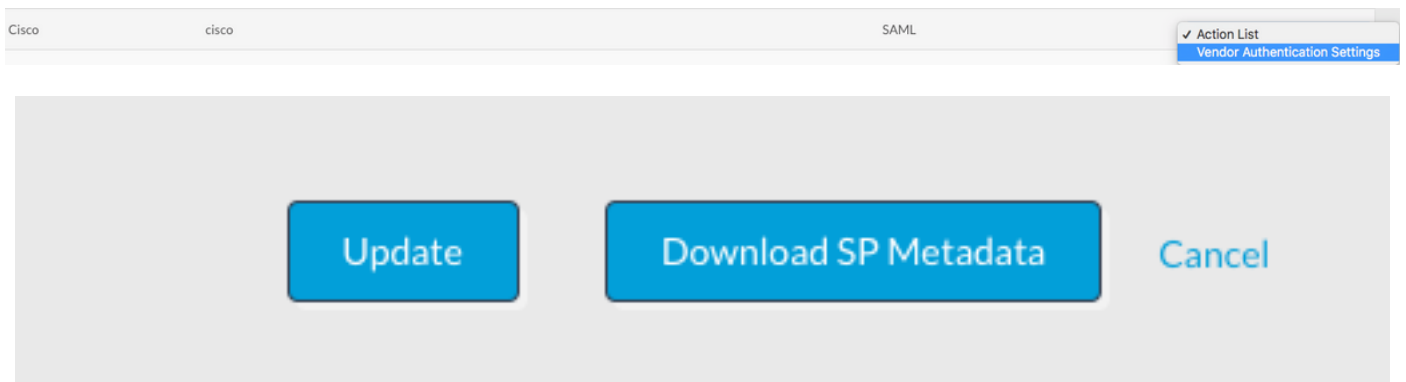 Cisco cisco SAML ✓ Action List
Vendor Authentication Settings
Update Download SP Metadata Cancel